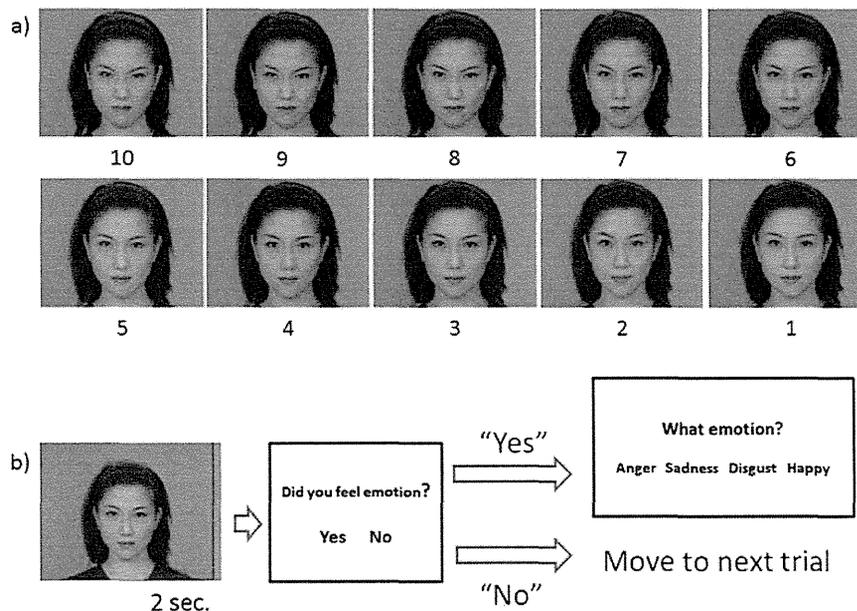 a)
10 9 8 7 6
5 4 3 2 1
b)
2 sec.
Did you feel emotion?
Yes No
"Yes"
"No"
What emotion?
Anger Sadness Disgust Happy
Move to next trial